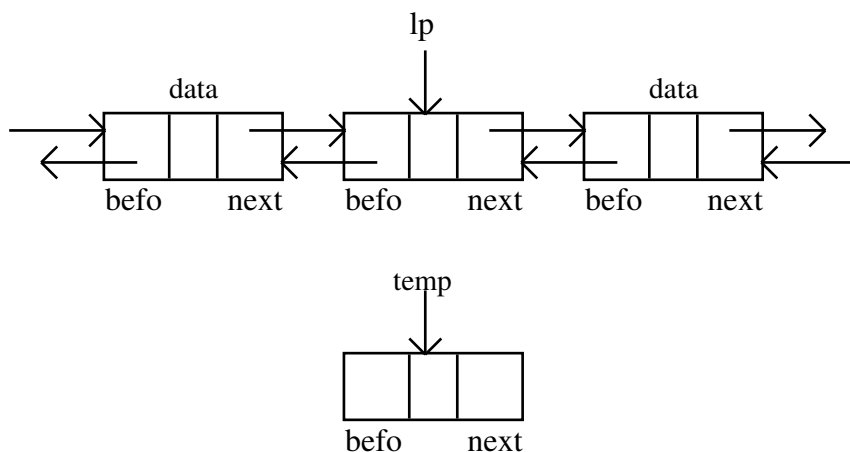 lp
data data
befo next befo next befo next
temp
befo next